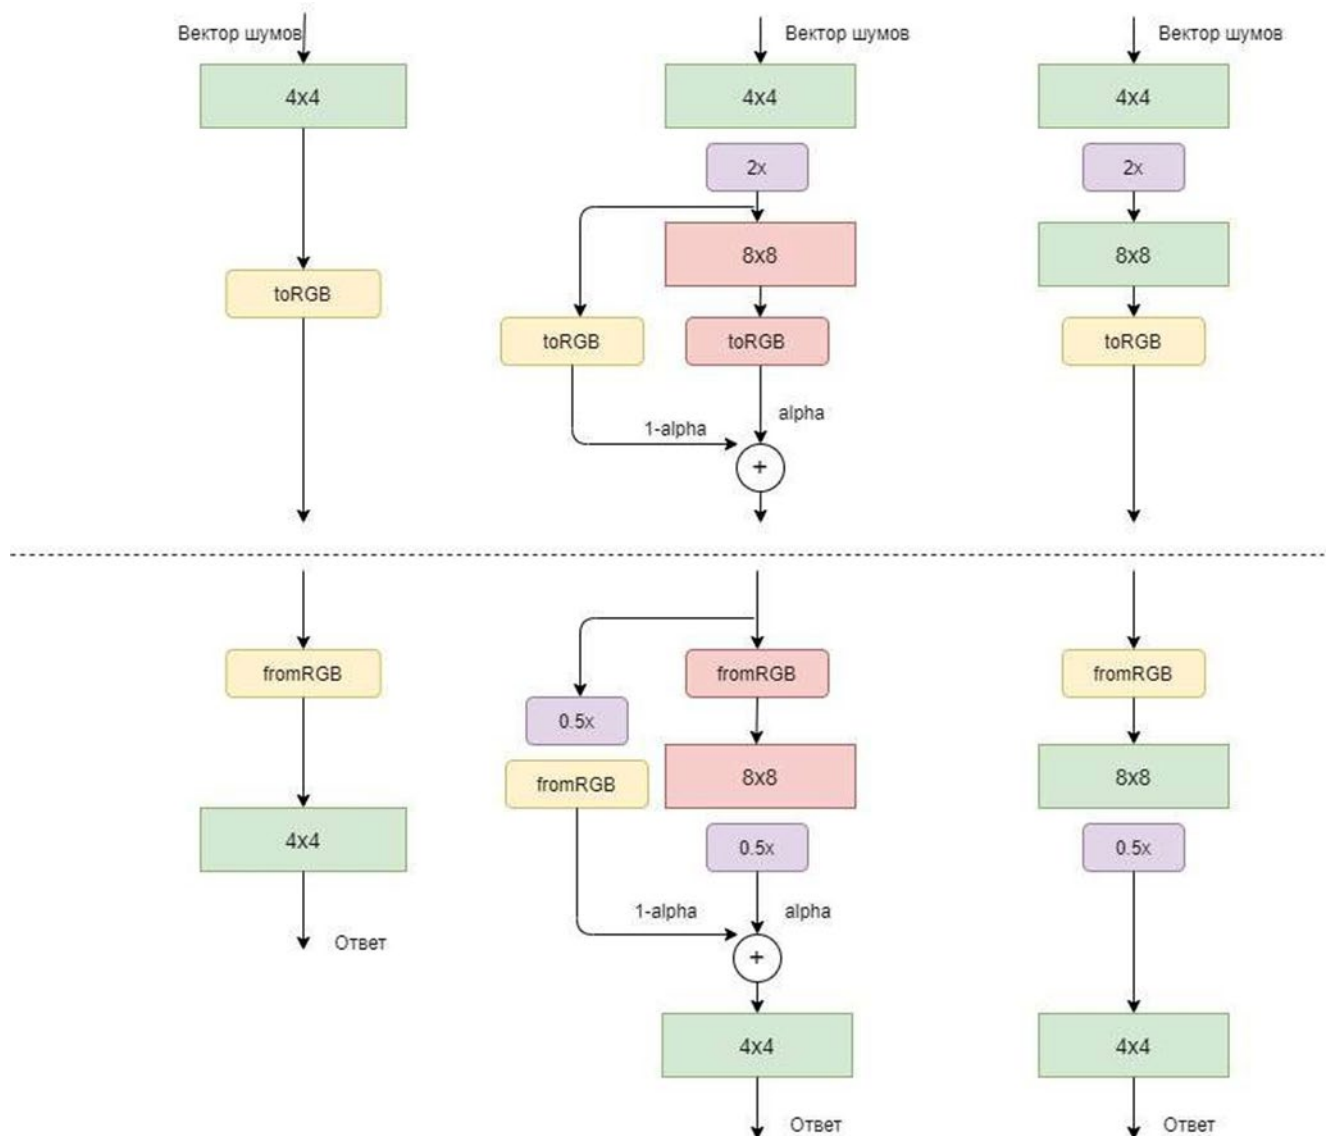 Вектор шумов
Вектор шумов
Вектор шумов
4x4
4x4
4x4
2x
2x
8x8
8x8
toRGB
toRGB
toRGB
toRGB
1-alpha
alpha
+
fromRGB
fromRGB
fromRGB
0.5x
8x8
8x8
fromRGB
4x4
0.5x
0.5x
1-alpha
alpha
Ответ
+
4x4
4x4
Ответ
Ответ